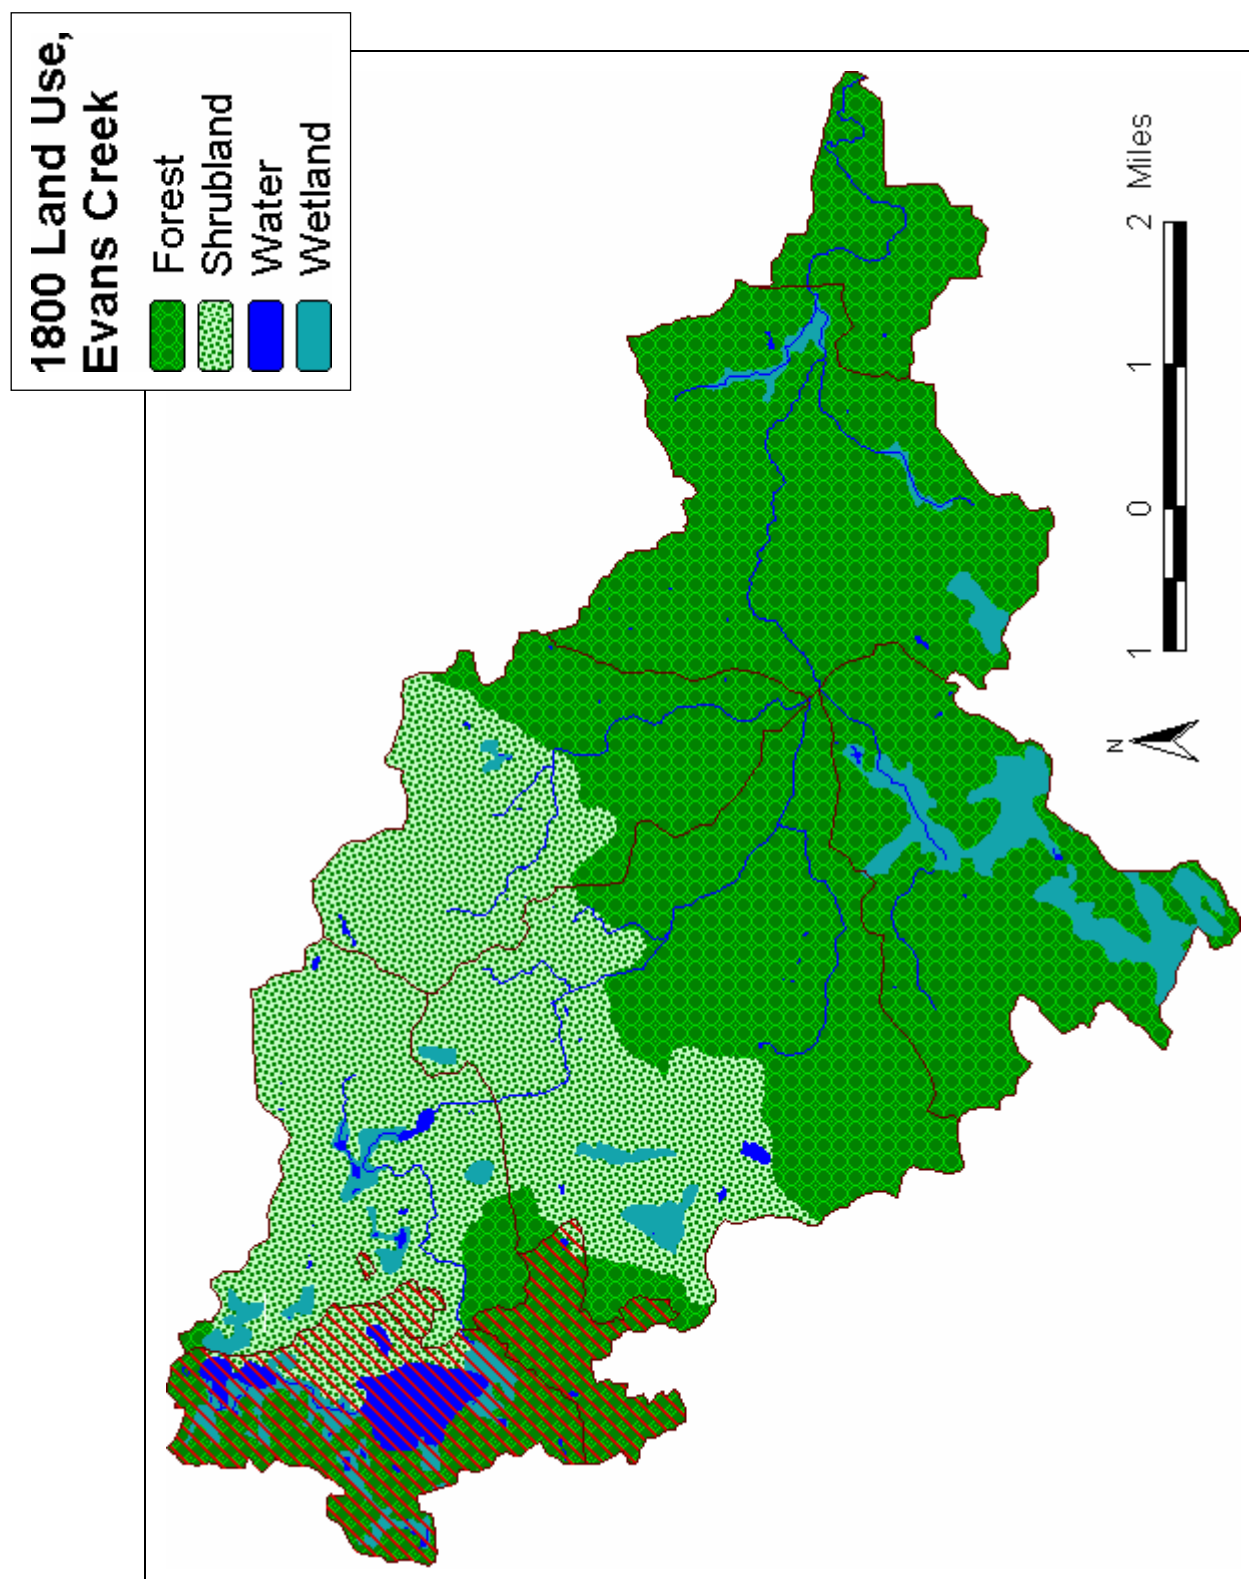 1800 Land Use,
Evans Creek
Forest
Shrubland
Water
Wetland
N
1 0 1 2 Miles